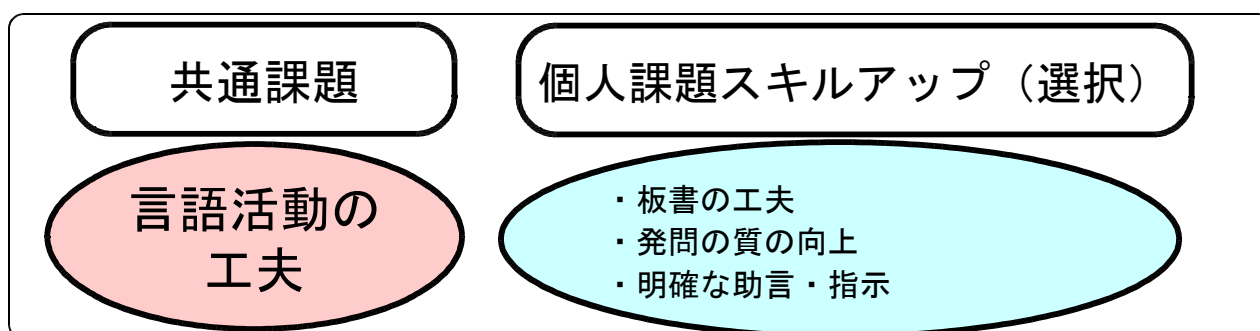 共通課題
個人課題スキルアップ（選択）
言語活動の
工夫
・板書の工夫
・発問の質の向上
・明確な助言・指示